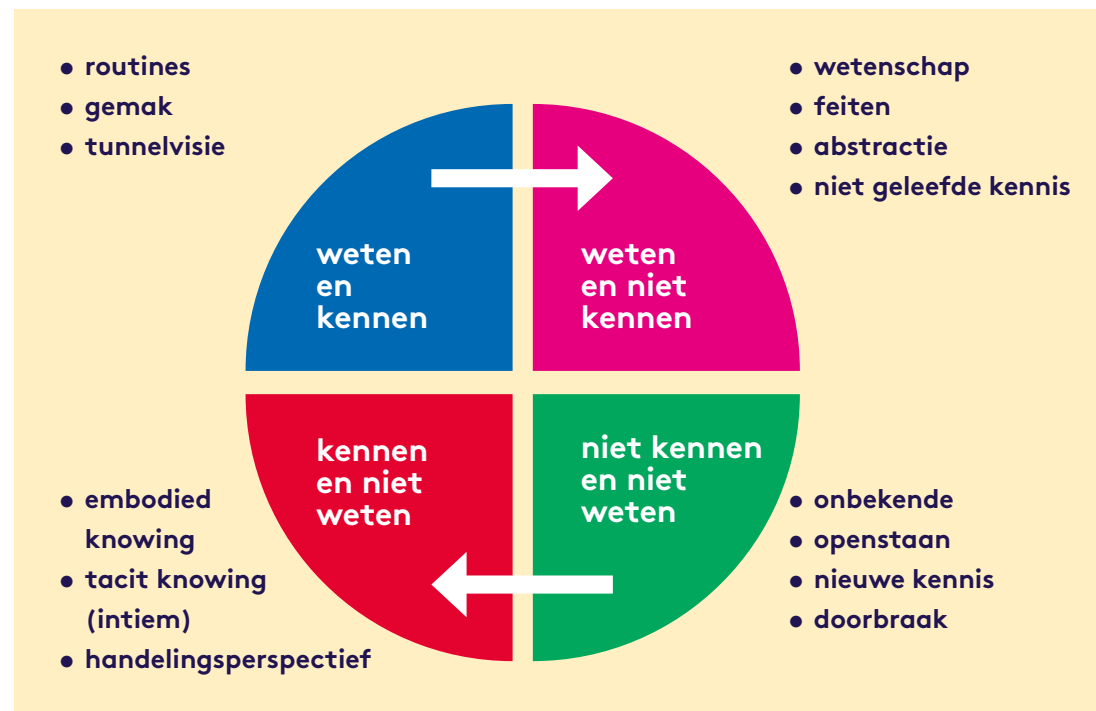 • routines
• gemak
• tunnelvisie
• wetenschap
• feiten
• abstractie
• niet geleefde kennis
weten
en
kennen
weten
en niet
kennen
kennen
en niet
weten
niet kennen
en niet
weten
• embodied
knowing
• tacit knowing
(intiem)
• handelingsperspectief
• onbekende
• openstaan
• nieuwe kennis
• doorbraak